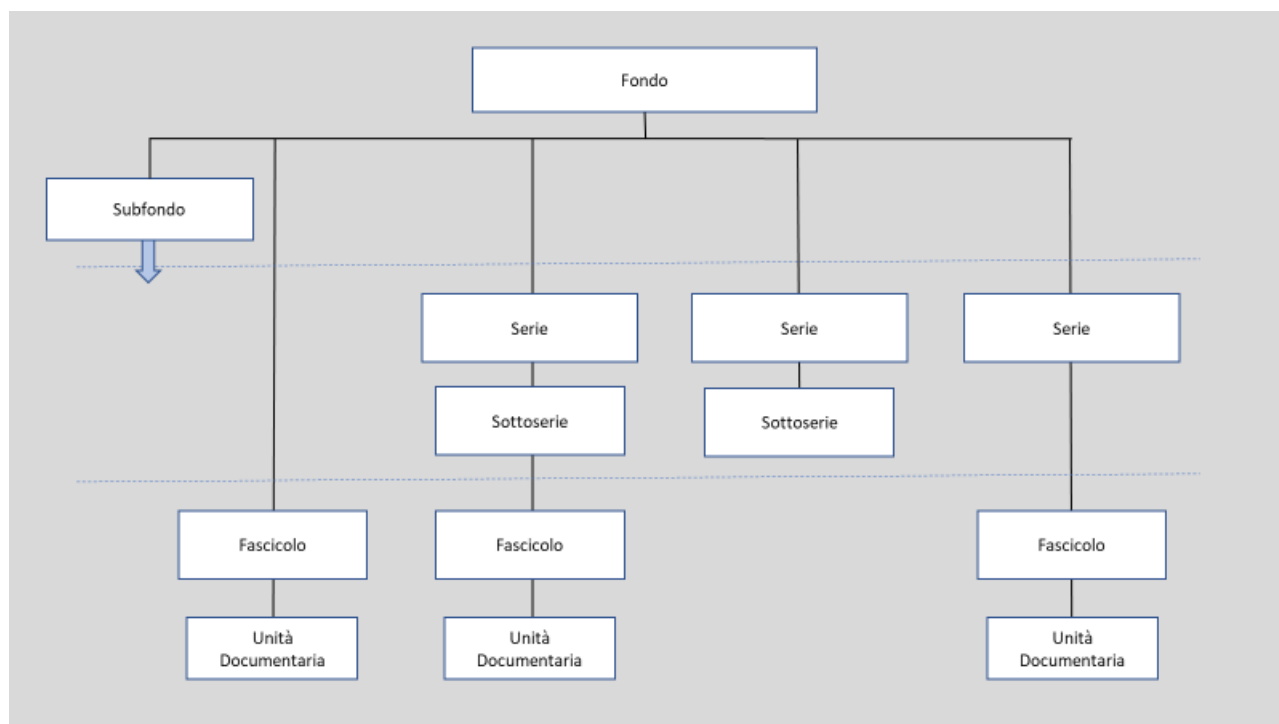 Fondo
Subfondo
Serie
Serie
Serie
Sottoserie
Sottoserie
Fascicolo
Fascicolo
Fascicolo
Unità
Documentaria
Unità
Documentaria
Unità
Documentaria